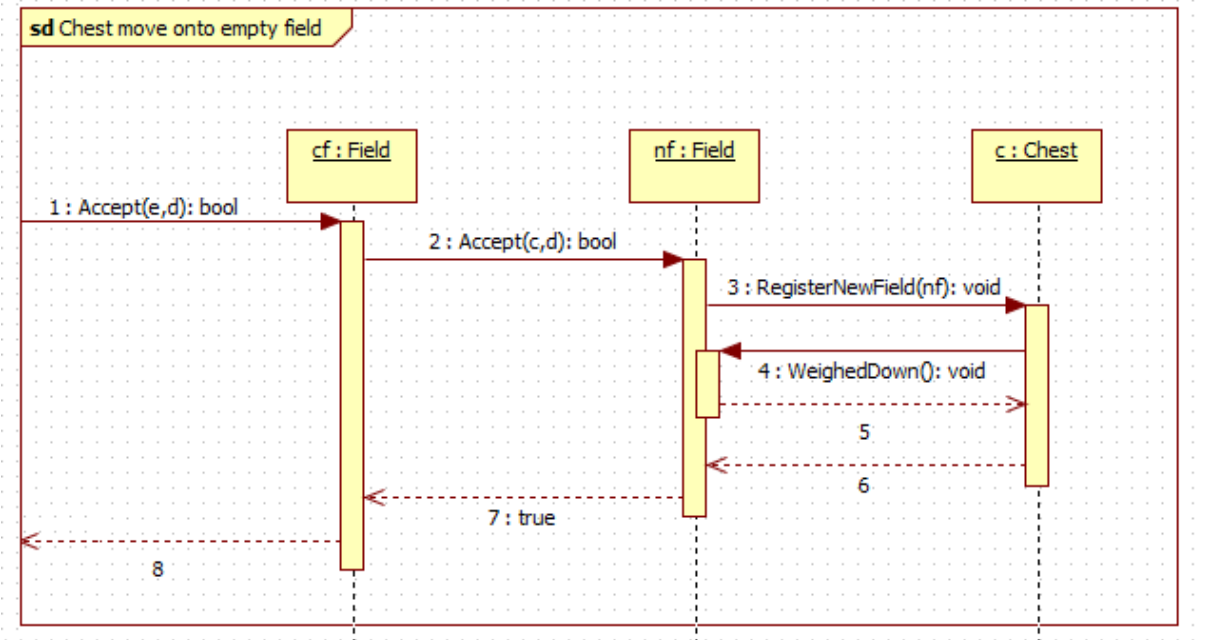 sd Chest move onto empty field
cf : Field
nf : Field
c : Chest
1 : Accept(e,d): bool
2 : Accept(c,d): bool
3 : RegisterNewField(nf): void
4 : WeighedDown(): void
5
6
7 : true
8